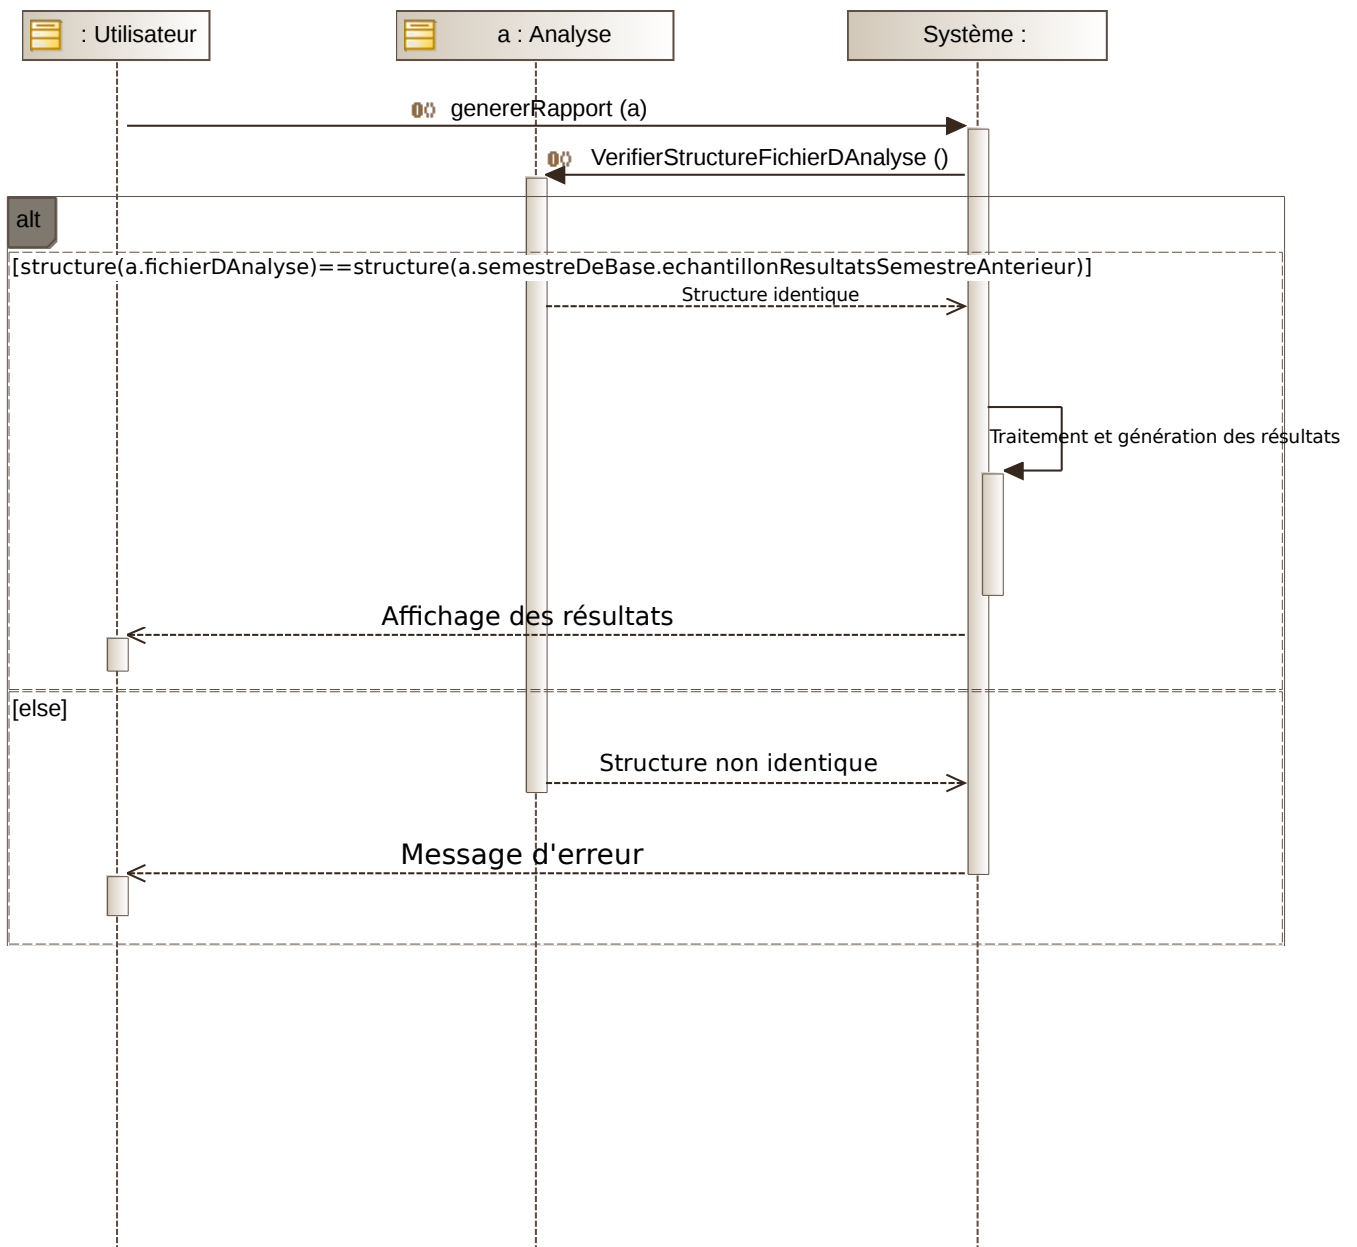 : Utilisateur
a : Analyse
Système :
genererRapport (a)
VerifierStructureFichierDAnalyse ()
alt
[structure(a.fichierDAnalyse)==structure(a.semestreDeBase.echantillonResultatsSemestreAnterieur)]
Structure identique
Traitement et génération des résultats
Affichage des résultats
[else]
Structure non identique
Message d'erreur